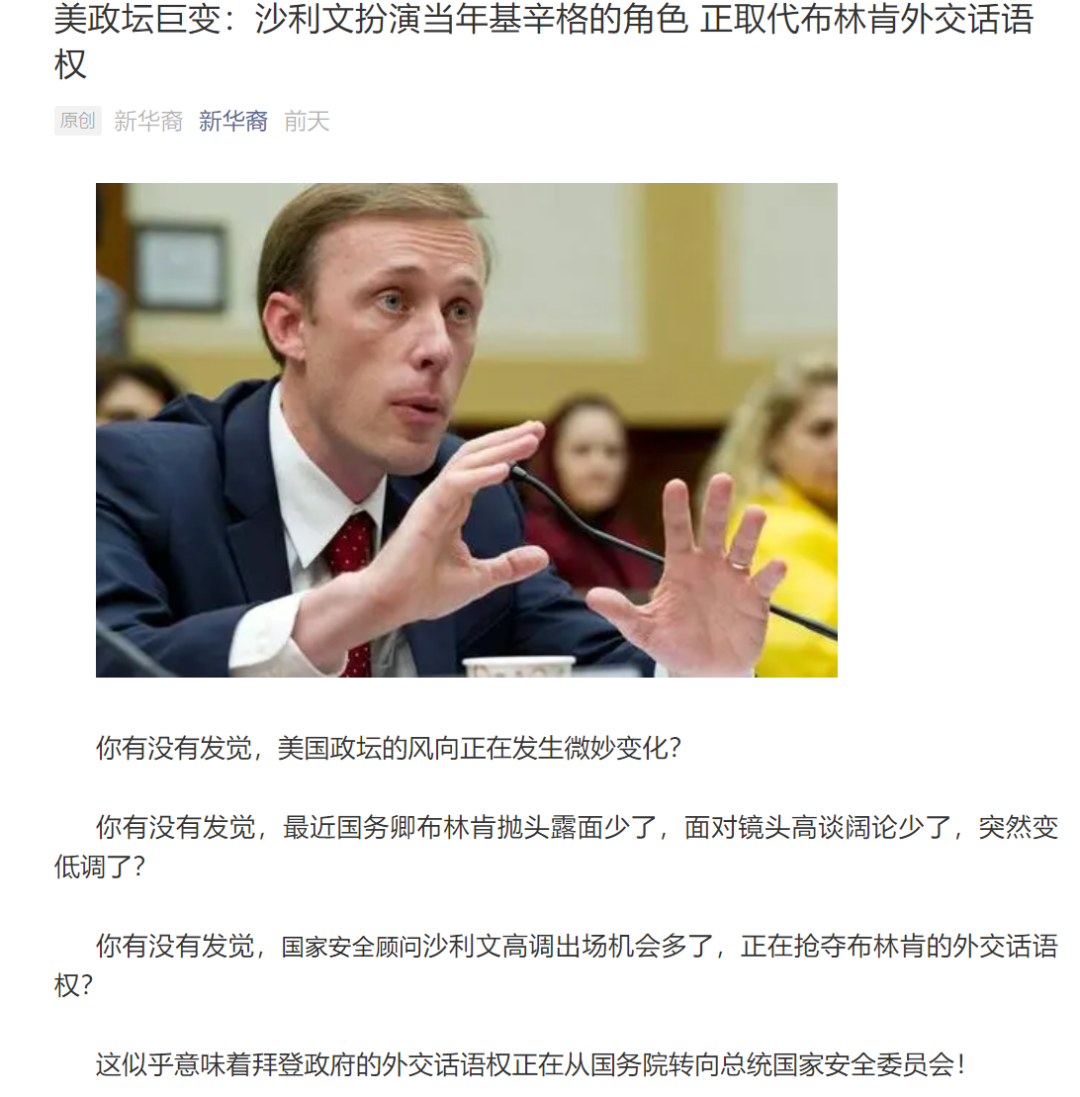 美政坛巨变：沙利文扮演当年基辛格的角色 正取代布林肯外交话语
权
原创 新华裔 新华裔 前天
你有没有发觉，美国政坛的风向正在发生微妙变化？
你有没有发觉，最近国务卿布林肯抛头露面少了，面对镜头高谈阔论少了，突然变
低调了？
你有没有发觉，国家安全顾问沙利文高调出场机会多了，正在抢夺布林肯的外交话语
权？
这似乎意味着拜登政府的外交话语权正在从国务院转向总统国家安全委员会！